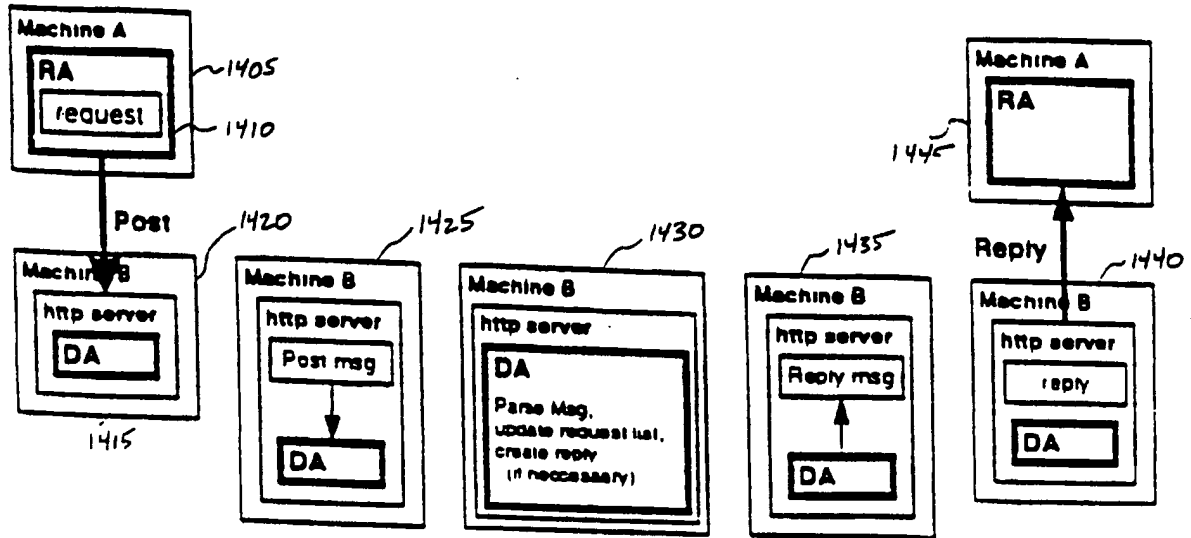 Machine A
RA
request
1405
1410
Post
1420
Machine B
http server
DA
1415
1425
Machine B
http server
Post msg
DA
1430
Machine B
http server
DA
Parse Msg,
update request list,
create reply
(if neccessary)
1435
Machine B
http server
Reply msg
DA
Machine A
RA
1445
Reply
1440
Machine B
http server
reply
DA